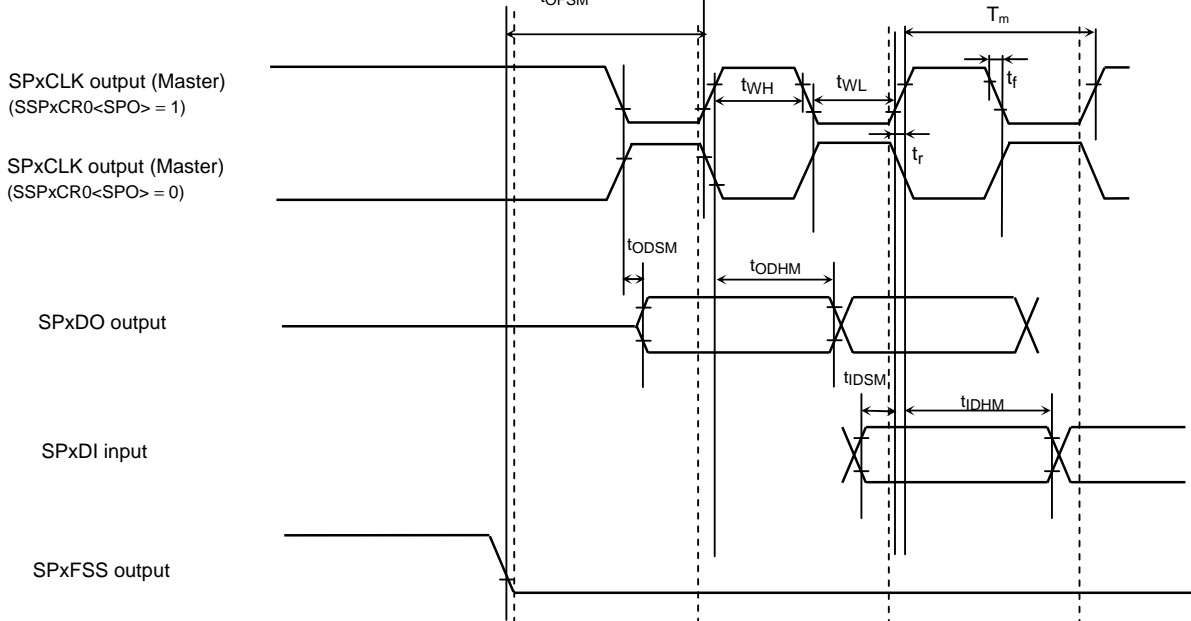 tOFSM
Tm
SPxCLK output (Master)
(SSPxCR0<SPO> = 1)
tWH
tWL
tf
SPxCLK output (Master)
(SSPxCR0<SPO> = 0)
tr
tODSM
tODHM
SPxDO output
tIDSM
tIDHM
SPxDI input
SPxFSS output